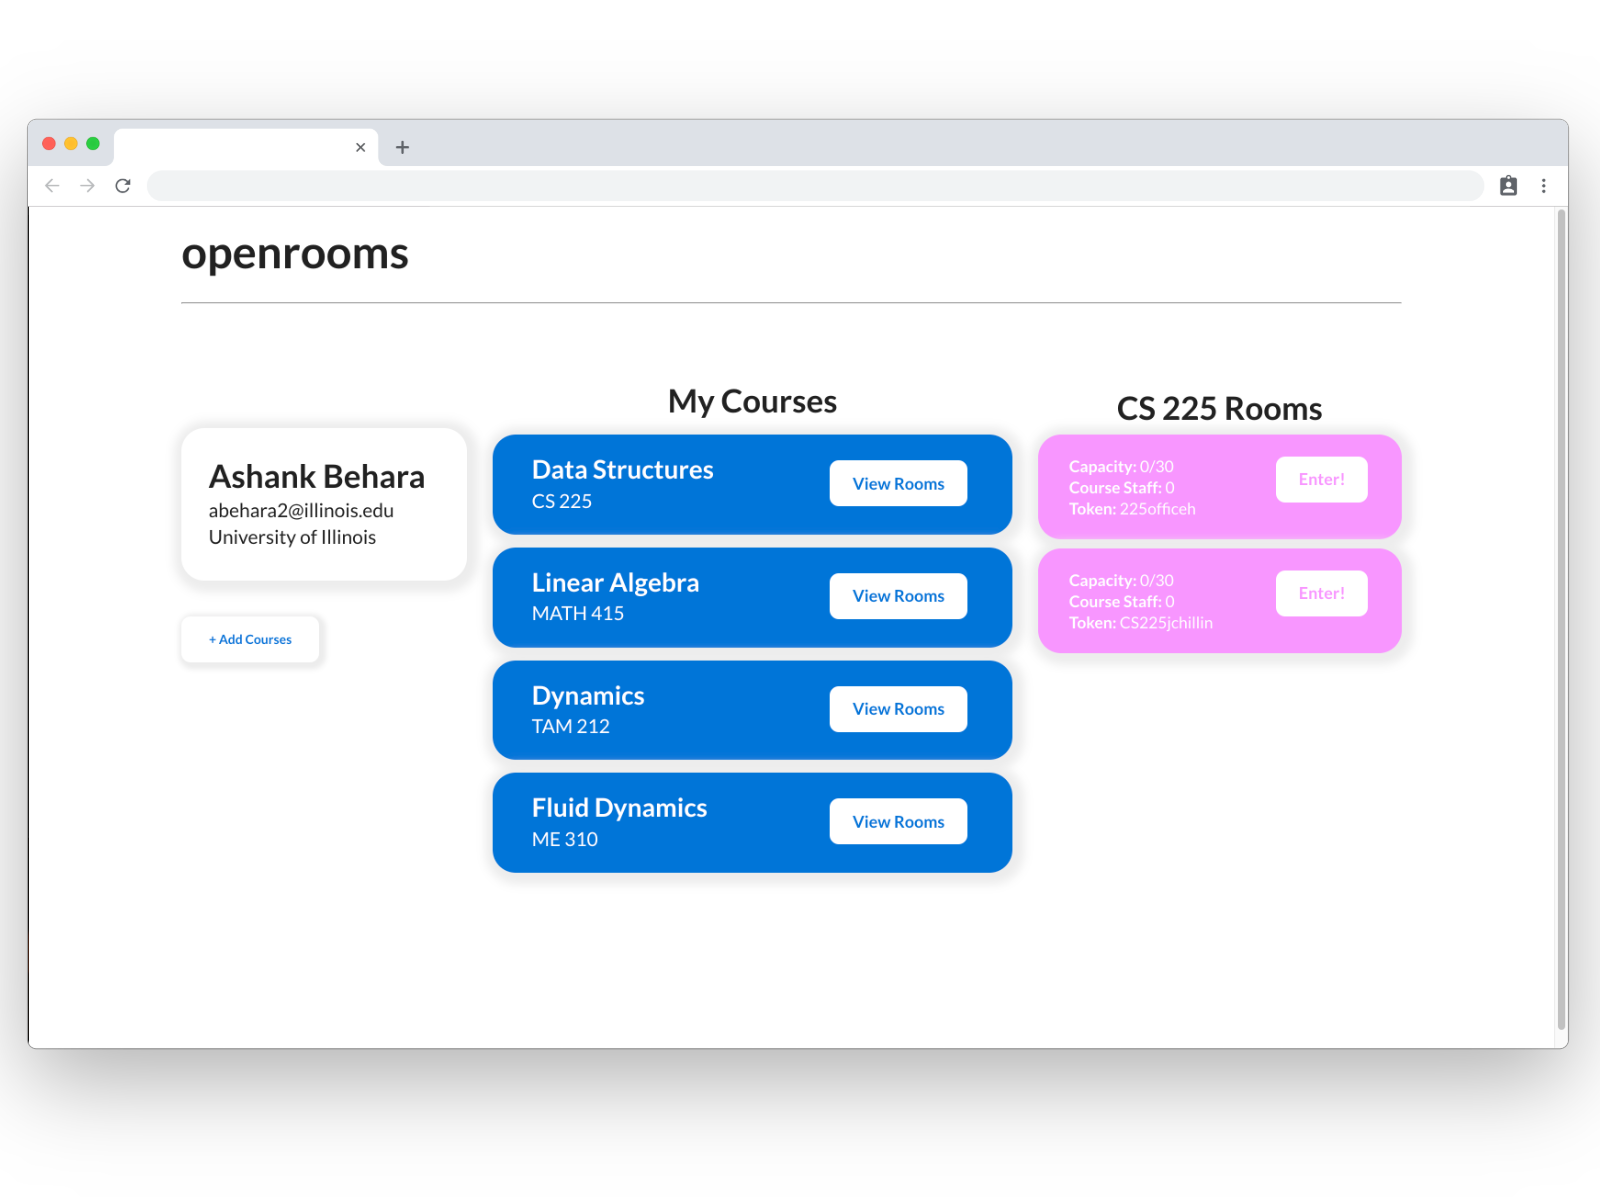 openrooms
Ashank Behara
abehara2@illinois.edu
University of Illinois
+ Add Courses
My Courses
Data Structures
CS 225
View Rooms
Linear Algebra
MATH 415
View Rooms
Dynamics
TAM 212
View Rooms
Fluid Dynamics
ME 310
View Rooms
CS 225 Rooms
Capacity: 0/30
Course Staff: 0
Token: 225officeh
Enter!
Capacity: 0/30
Course Staff: 0
Token: CS225jchillin
Enter!